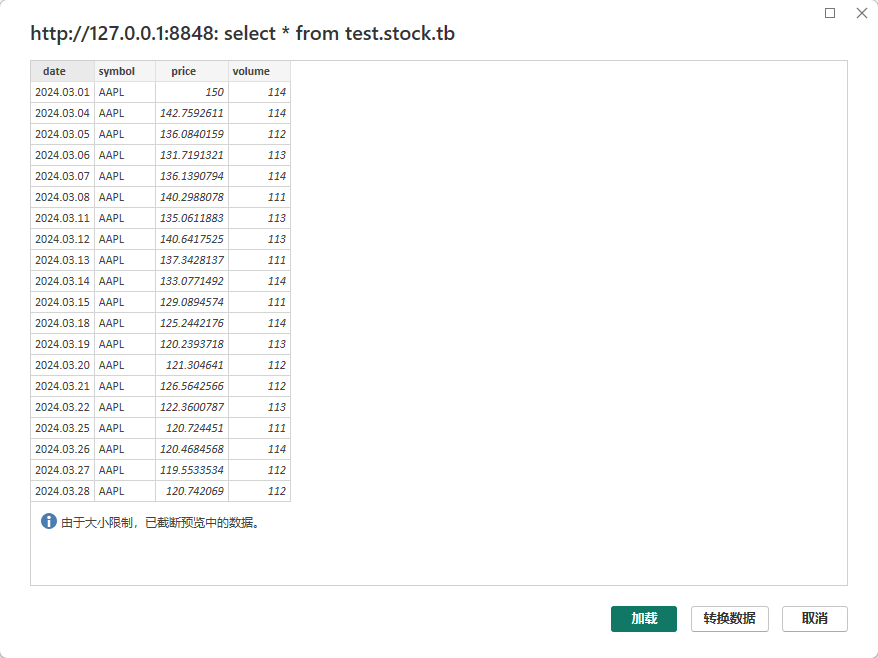 http://127.0.0.1:8848: select * from test.stock.tb
date symbol price volume
2024.03.01 AAPL 150 114
2024.03.04 AAPL 142.7592611 114
2024.03.05 AAPL 136.0840159 112
2024.03.06 AAPL 131.7191321 113
2024.03.07 AAPL 136.1390794 114
2024.03.08 AAPL 140.2988078 111
2024.03.11 AAPL 135.0611883 113
2024.03.12 AAPL 140.6417525 113
2024.03.13 AAPL 137.3428137 111
2024.03.14 AAPL 133.0771492 114
2024.03.15 AAPL 129.0894574 111
2024.03.18 AAPL 125.2442176 114
2024.03.19 AAPL 120.2393718 113
2024.03.20 AAPL 121.304641 112
2024.03.21 AAPL 126.5642566 112
2024.03.22 AAPL 122.3600787 113
2024.03.25 AAPL 120.724451 111
2024.03.26 AAPL 120.4684568 114
2024.03.27 AAPL 119.5533534 112
2024.03.28 AAPL 120.742069 112
由于大小限制，已截断预览中的数据。
加载 转换数据 取消